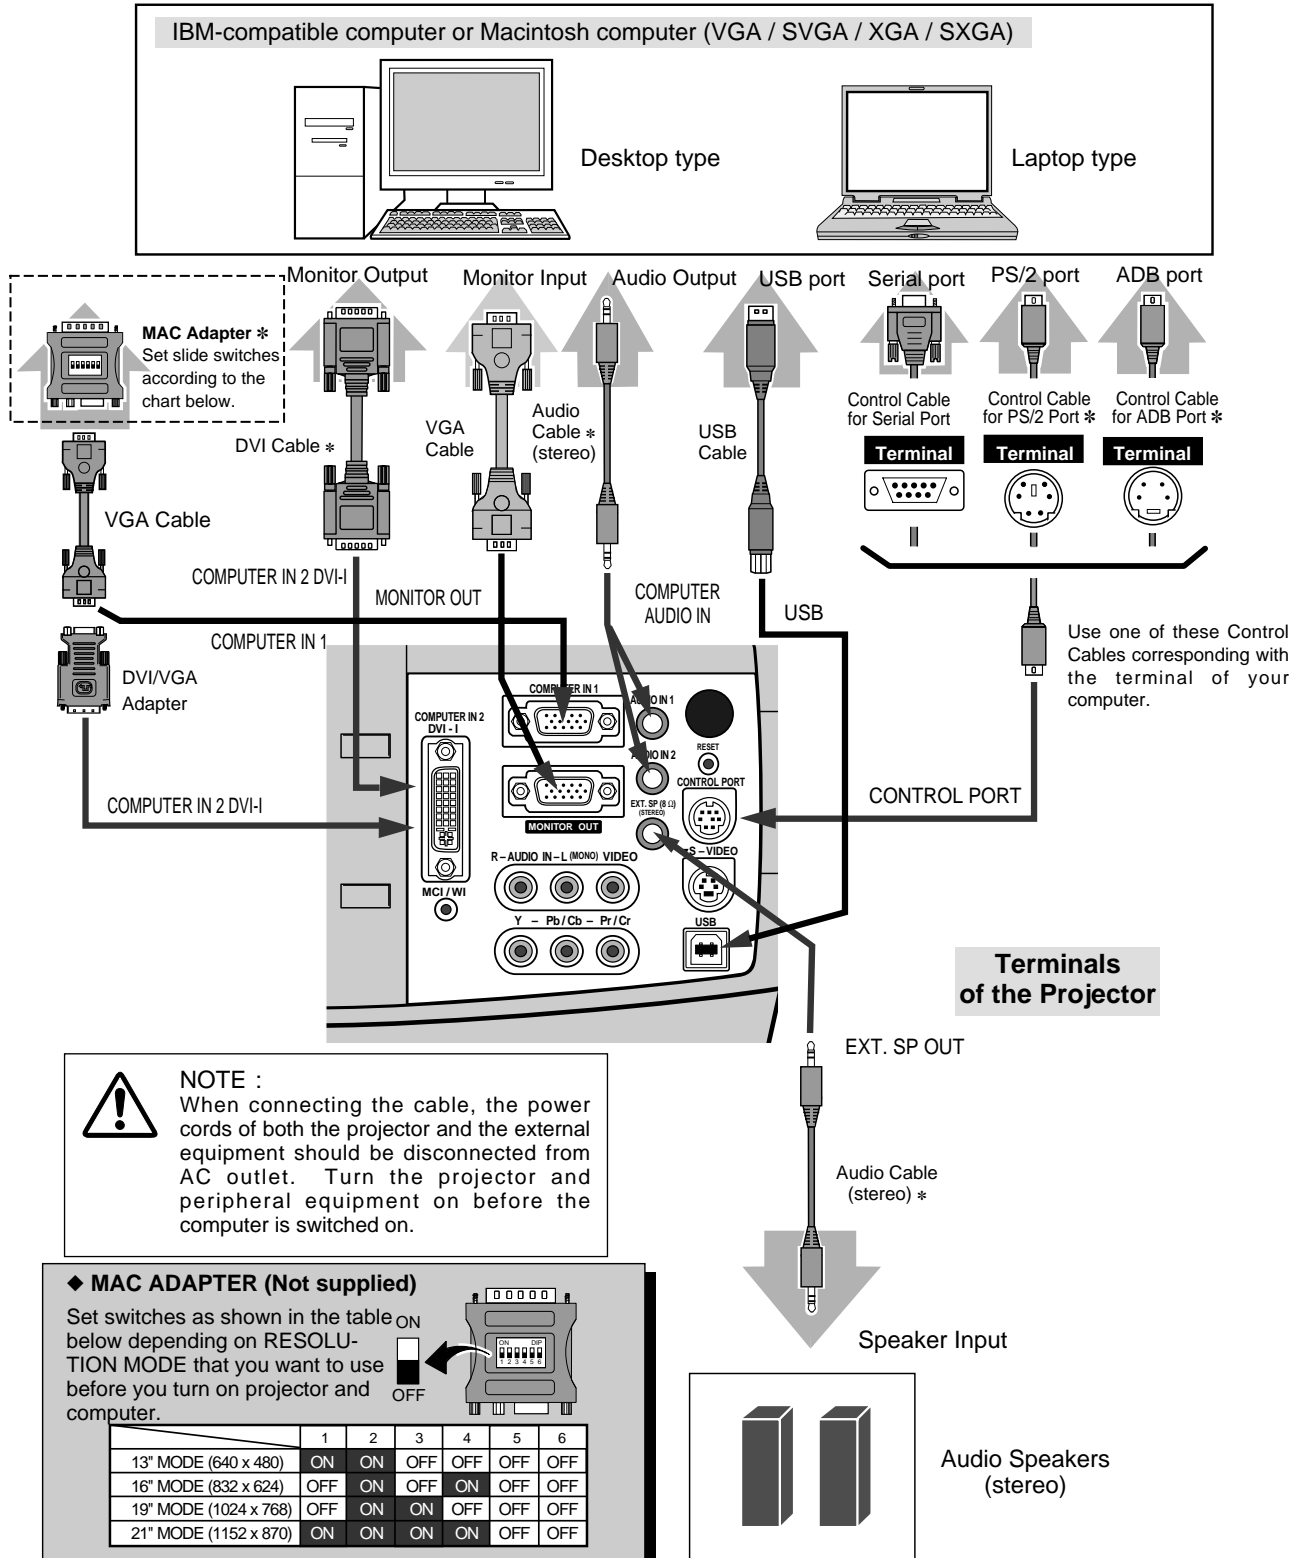 IBM-compatible computer or Macintosh computer (VGA / SVGA / XGA / SXGA)
Desktop type
Laptop type
Monitor Output
Monitor Input
Audio Output
USB port
Serial port
PS/2 port
ADB port
MAC Adapter ✻
Set slide switches
according to the
chart below.
DVI Cable ✻
VGA
Cable
Audio
Cable ✻
(stereo)
USB
Cable
Control Cable
for Serial Port
Control Cable
for PS/2 Port ✻
Control Cable
for ADB Port ✻
Terminal
Terminal
Terminal
VGA Cable
COMPUTER IN 2 DVI-I
MONITOR OUT
COMPUTER
AUDIO IN
USB
COMPUTER IN 1
Use one of these Control
Cables corresponding with
the terminal of your
computer.
DVI/VGA
Adapter
COMPUTER IN 2 DVI-I
CONTROL PORT
COMPUTER IN 1
AUDIO IN 1
COMPUTER IN 2
DVI - I
AUDIO IN 2
RESET
CONTROL PORT
EXT. SP (8 Ω)
(STEREO)
MONITOR OUT
S – VIDEO
R – AUDIO IN – L (MONO) VIDEO
MCI / WI
Y – Pb / Cb – Pr / Cr
USB
Terminals
of the Projector
EXT. SP OUT
NOTE :
When connecting the cable, the power
cords of both the projector and the external
equipment should be disconnected from
AC outlet. Turn the projector and
peripheral equipment on before the
computer is switched on.
Audio Cable
(stereo) ✻
Speaker Input
Audio Speakers
(stereo)
◆ MAC ADAPTER (Not supplied)
Set switches as shown in the table
below depending on RESOLU-
TION MODE that you want to use
before you turn on projector and
computer.
ON
OFF
ON DIP
1 2 3 4 5 6
1 2 3 4 5 6
13" MODE (640 x 480) ON ON OFF OFF OFF OFF
16" MODE (832 x 624) OFF ON OFF ON OFF OFF
19" MODE (1024 x 768) OFF ON ON OFF OFF OFF
21" MODE (1152 x 870) ON ON ON ON OFF OFF